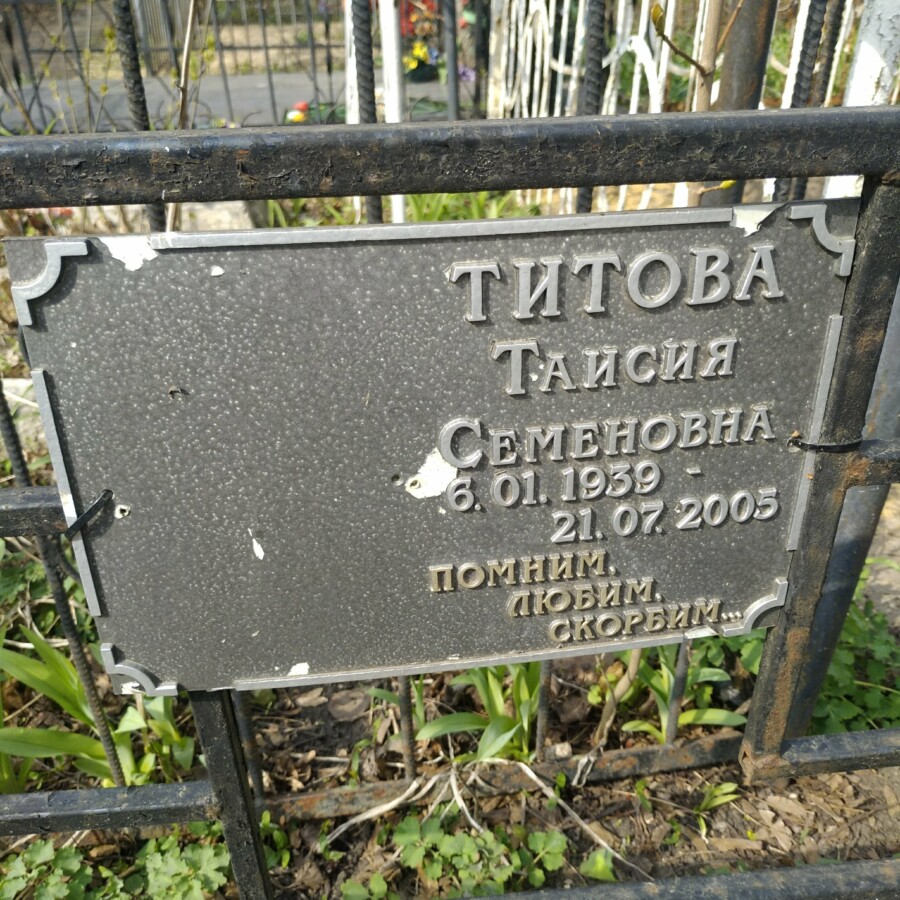 ТИТОВА
Таисия
Семеновна
6.01.1939 -
21.07.2005
ПОМНИМ,
ЛЮБИМ,
СКОРБИМ...